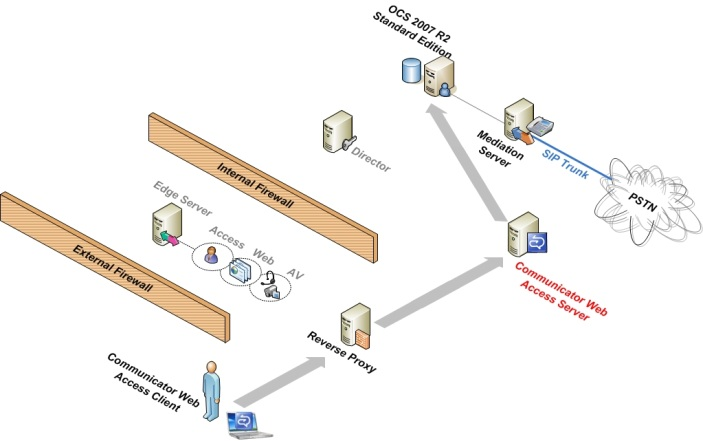 OCS 2007 R2
Standard Edition
Mediation
Server
SIP Trunk
PSTN
Director
Internal Firewall
Edge Server
Access
Web
AV
External Firewall
Communicator Web
Access Server
Reverse Proxy
Communicator Web
Access Client